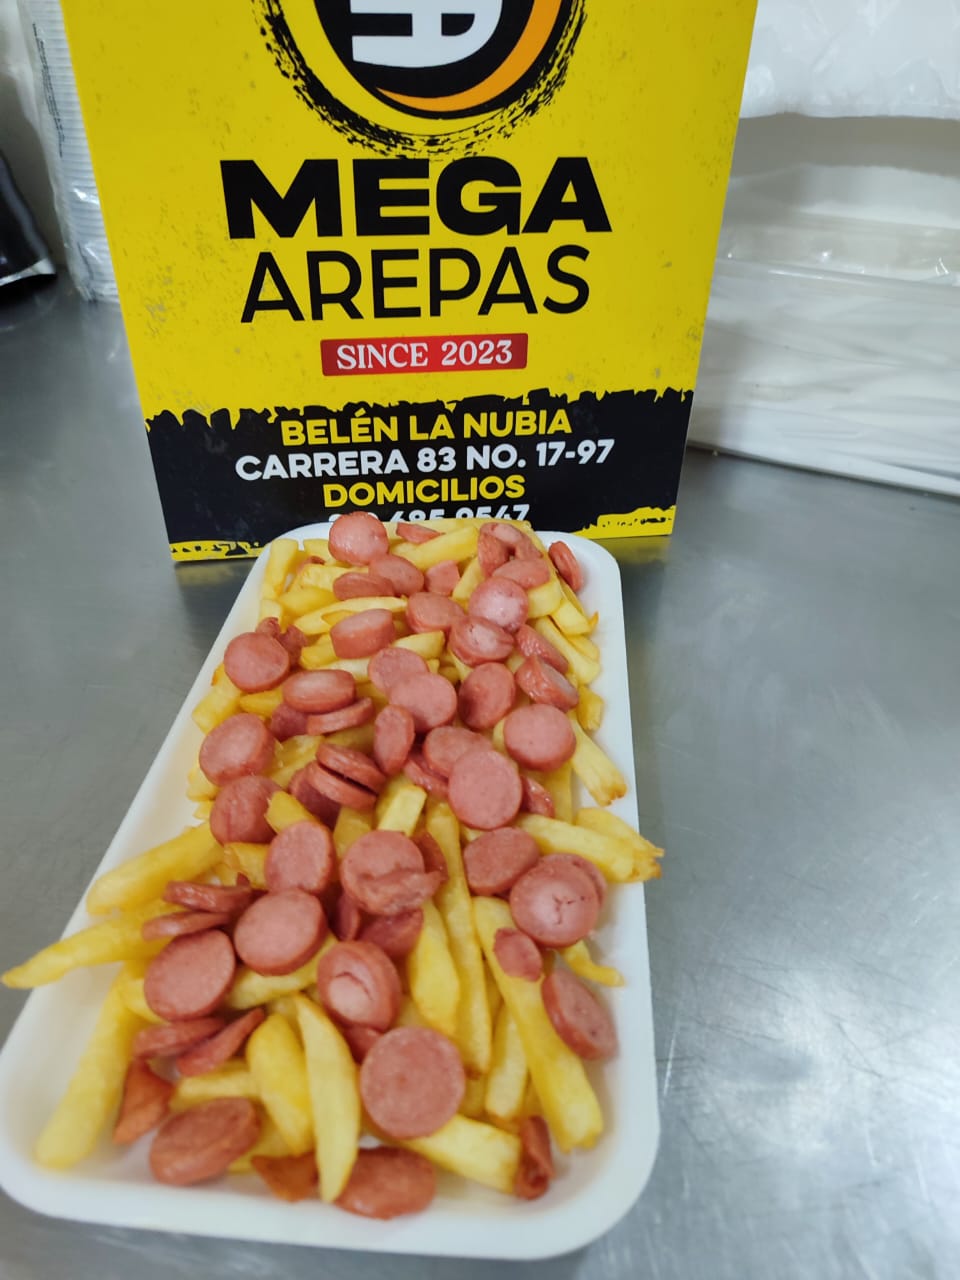 MEGA
AREPAS
SINCE 2023
BELÉN LA NUBIA
CARRERA 83 NO. 17-97
DOMICILIOS